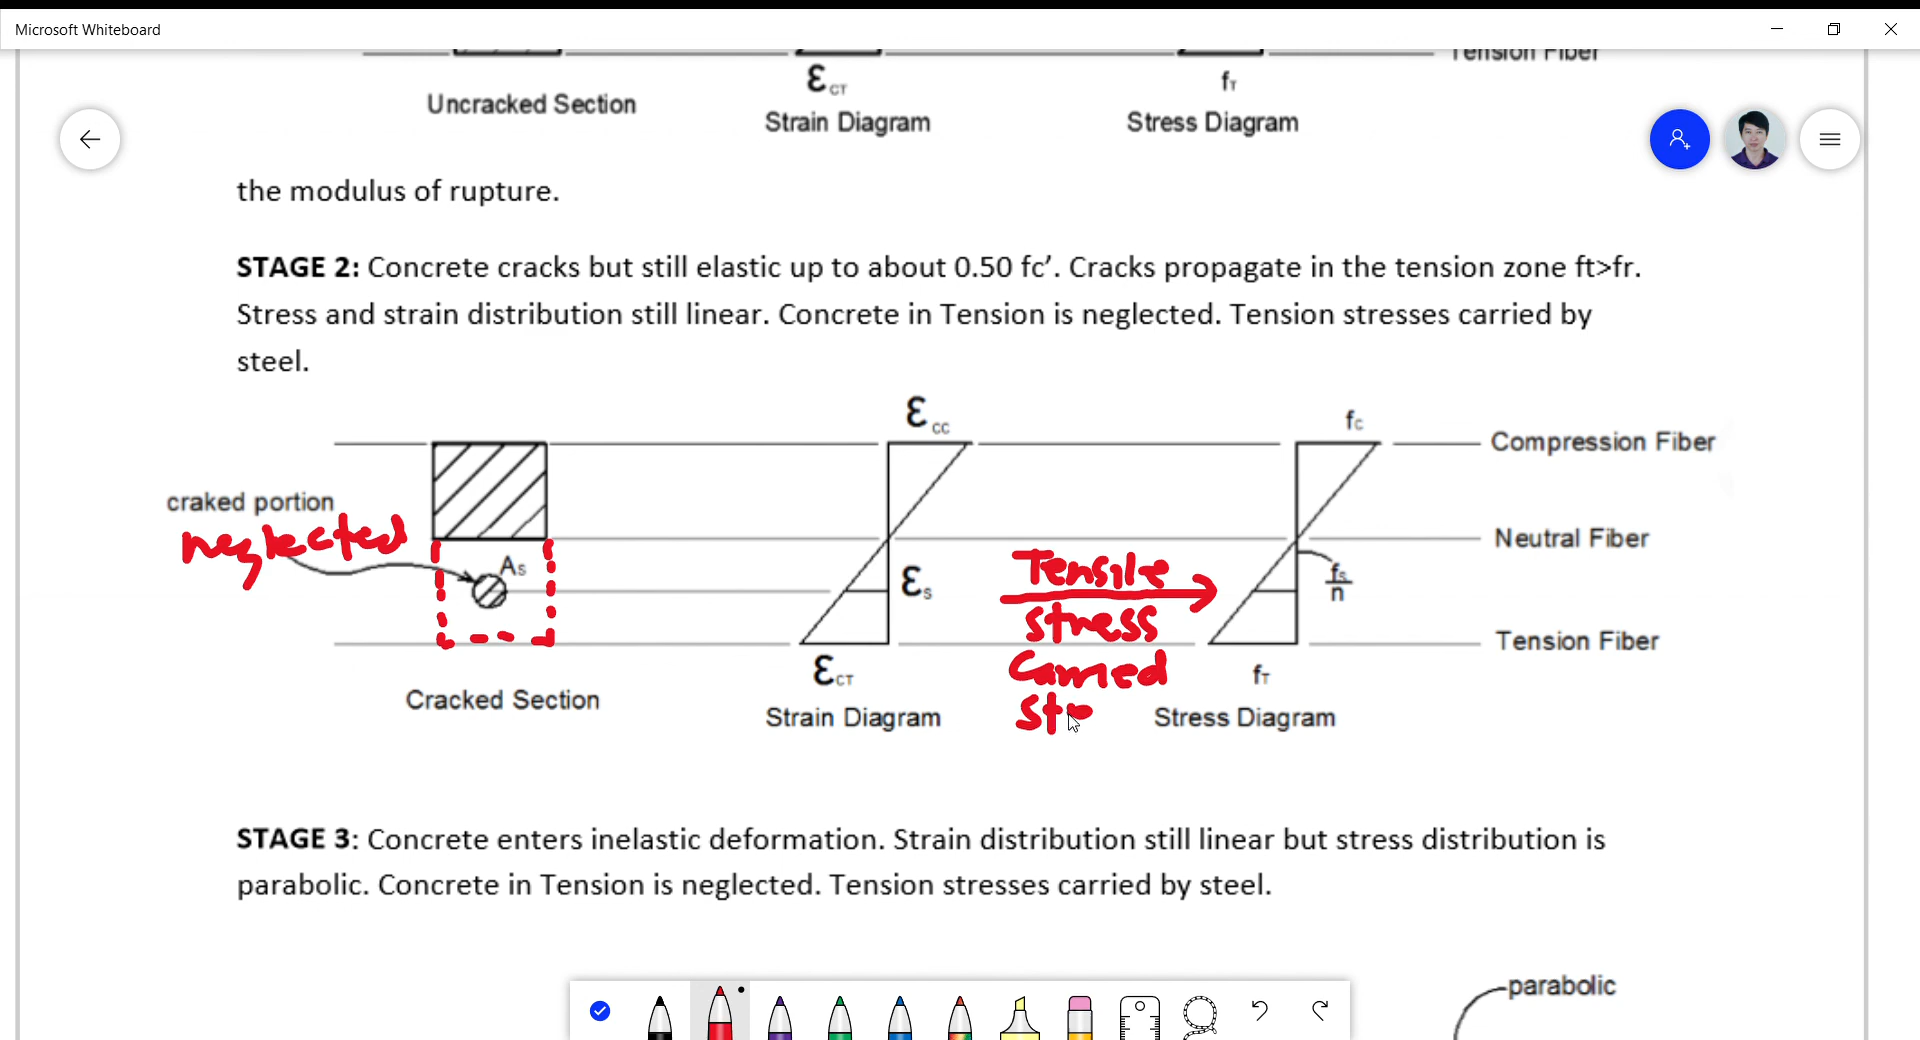 Microsoft Whiteboard
Tension Fiber
εCT
fT
Uncracked Section
Strain Diagram
Stress Diagram
the modulus of rupture.
STAGE 2: Concrete cracks but still elastic up to about 0.50 fc′. Cracks propagate in the tension zone ft>fr.
Stress and strain distribution still linear. Concrete in Tension is neglected. Tension stresses carried by
steel.
εcc
fc
Compression Fiber
craked portion
neglected
Neutral Fiber
As
εs
Tensile
fs
n
stress
Tension Fiber
Carried
εCT
fT
Cracked Section
Strain Diagram
St
Stress Diagram
STAGE 3: Concrete enters inelastic deformation. Strain distribution still linear but stress distribution is
parabolic. Concrete in Tension is neglected. Tension stresses carried by steel.
parabolic